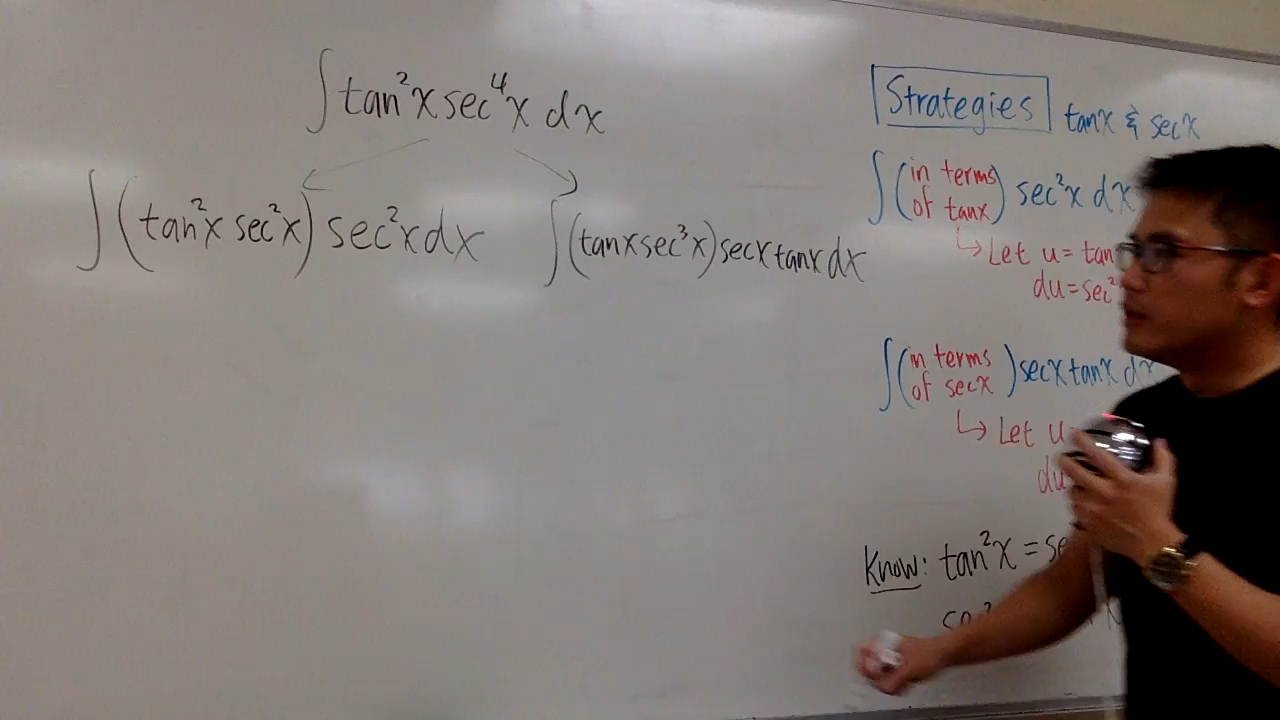 ∫ tan²x sec⁴x dx
∫ (tan²x sec²x) sec²x dx
∫ (tanx sec³x) secx tanx dx
Strategies tanx & secx
∫ (in terms of tanx) sec²x dx
↳ Let u = tan
du = sec²
∫ (in terms of secx) secx tanx dx
↳ Let u
du
Know: tan²x =